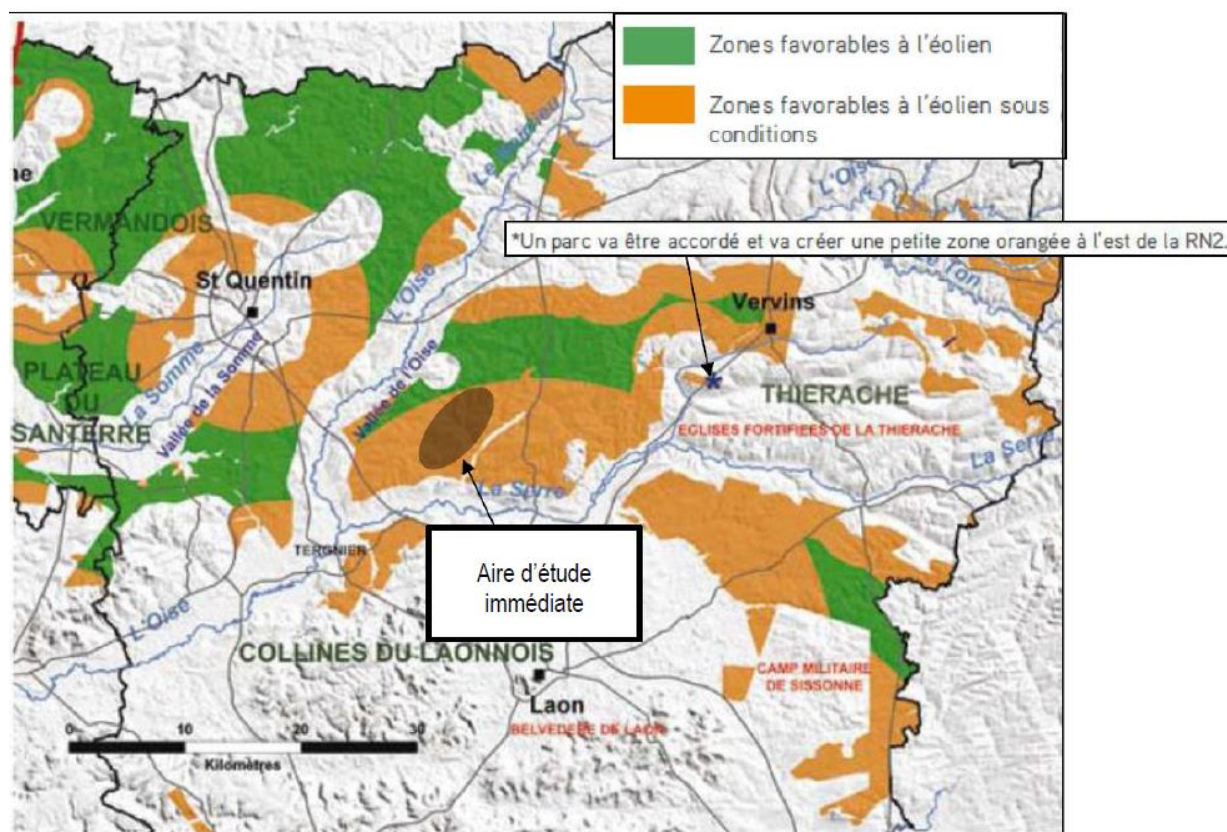 Zones favorables à l'éolien
Zones favorables à l'éolien sous
conditions
L'Oise
ne
VERMANDOIS
*Un parc va être accordé et va créer une petite zone orangée à l'est de la RN2.
St Quentin
L'Oise
Vervins
PLATEAU
DU
SANTERRE
La Somme
Vallée de la Somme
Vallée de l'Oise
*
THIERACHE
EGLISES FORTIFIEES DE LA THIERACHE
La Serre
La Serre
TERGNIER
Aire d'étude
immédiate
L'Oise
COLLINES DU LAONNOIS
CAMP MILITAIRE
DE SISSONNE
Laon
BELVEDERE DE LAON
0 10 20 30
Kilomètres